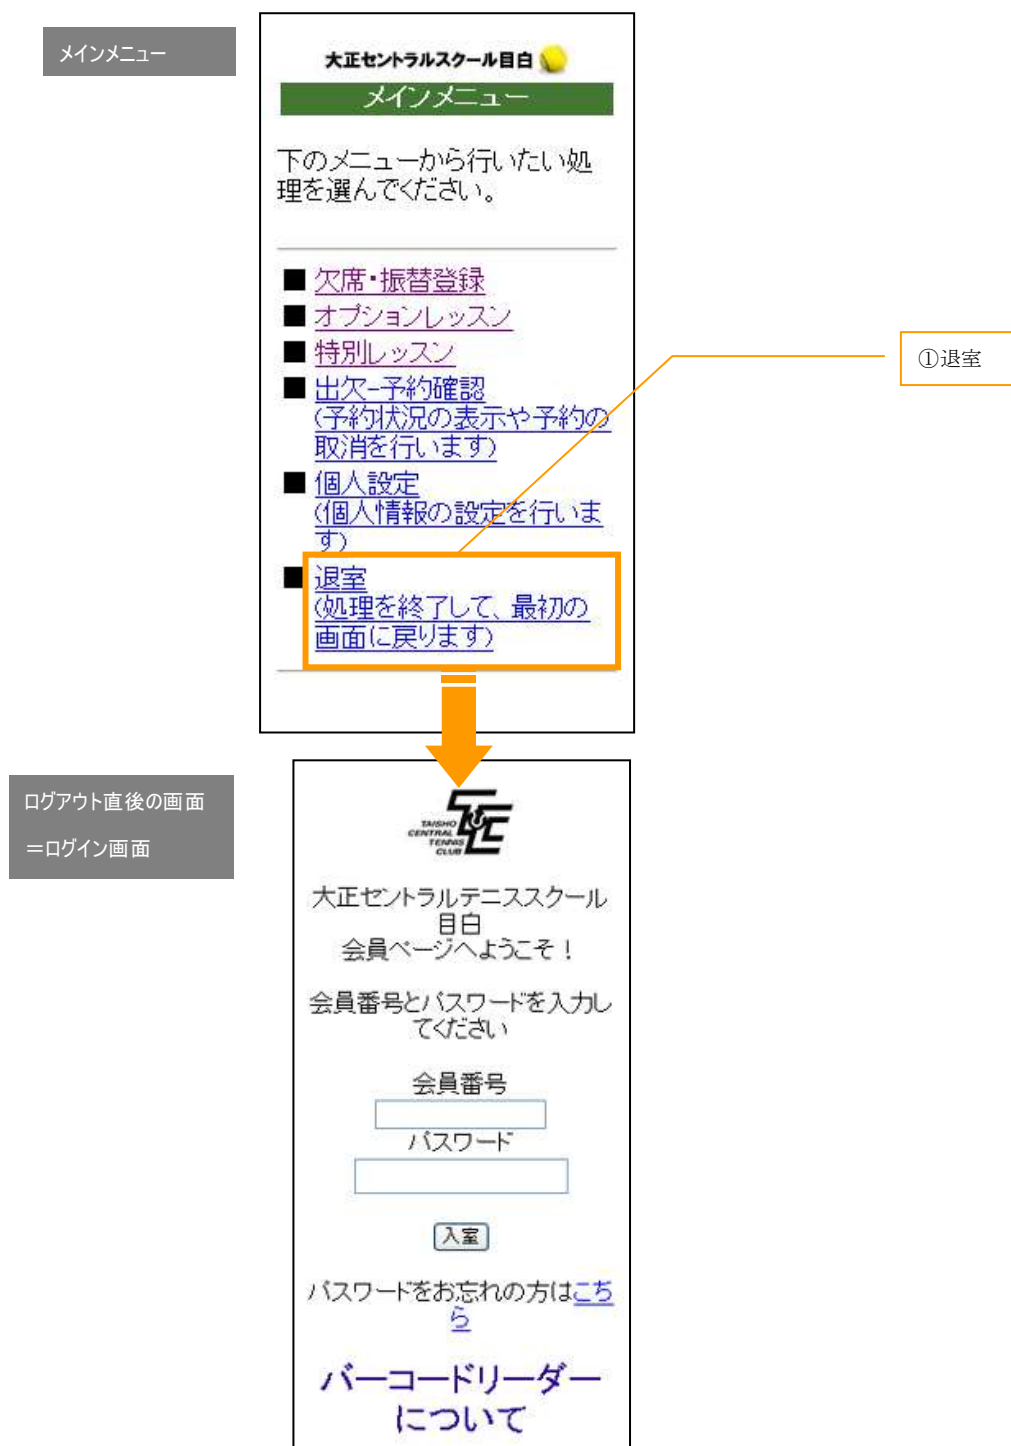 メインメニュー
大正セントラルスクール目白
メインメニュー
下のメニューから行いたい処
理を選んでください。
■ 欠席・振替登録
■ オプションレッスン
■ 特別レッスン
■ 出欠-予約確認
(予約状況の表示や予約の
取消を行います)
■ 個人設定
(個人情報の設定を行いま
す)
■ 退室
(処理を終了して、最初の
画面に戻ります)
①退室
ログアウト直後の画面
＝ログイン画面
TAISHO
CENTRAL
TENNIS
CLUB
大正セントラルテニススクール
目白
会員ページへようこそ！
会員番号とパスワードを入力し
てください
会員番号
パスワード
入室
パスワードをお忘れの方はこち
ら
バーコードリーダー
について